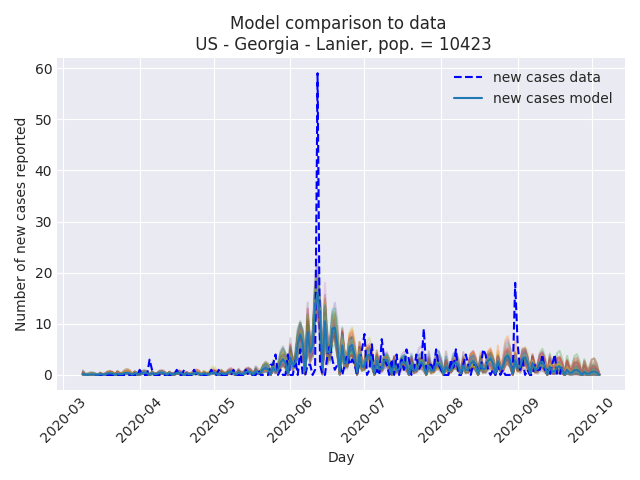 Model comparison to data
US - Georgia - Lanier, pop. = 10423
new cases data
new cases model
Number of new cases reported
60
50
40
30
20
10
0
2020-03
2020-04
2020-05
2020-06
2020-07
2020-08
2020-09
2020-10
Day